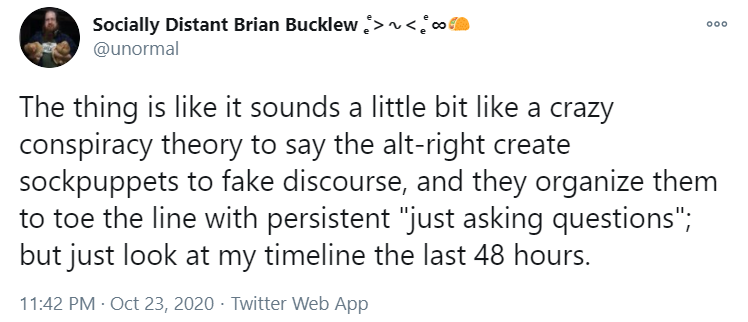 Socially Distant Brian Bucklew ⁑>∿<⁑∞🌮
@unormal
The thing is like it sounds a little bit like a crazy
conspiracy theory to say the alt-right create
sockpuppets to fake discourse, and they organize them
to toe the line with persistent "just asking questions";
but just look at my timeline the last 48 hours.
11:42 PM · Oct 23, 2020 · Twitter Web App